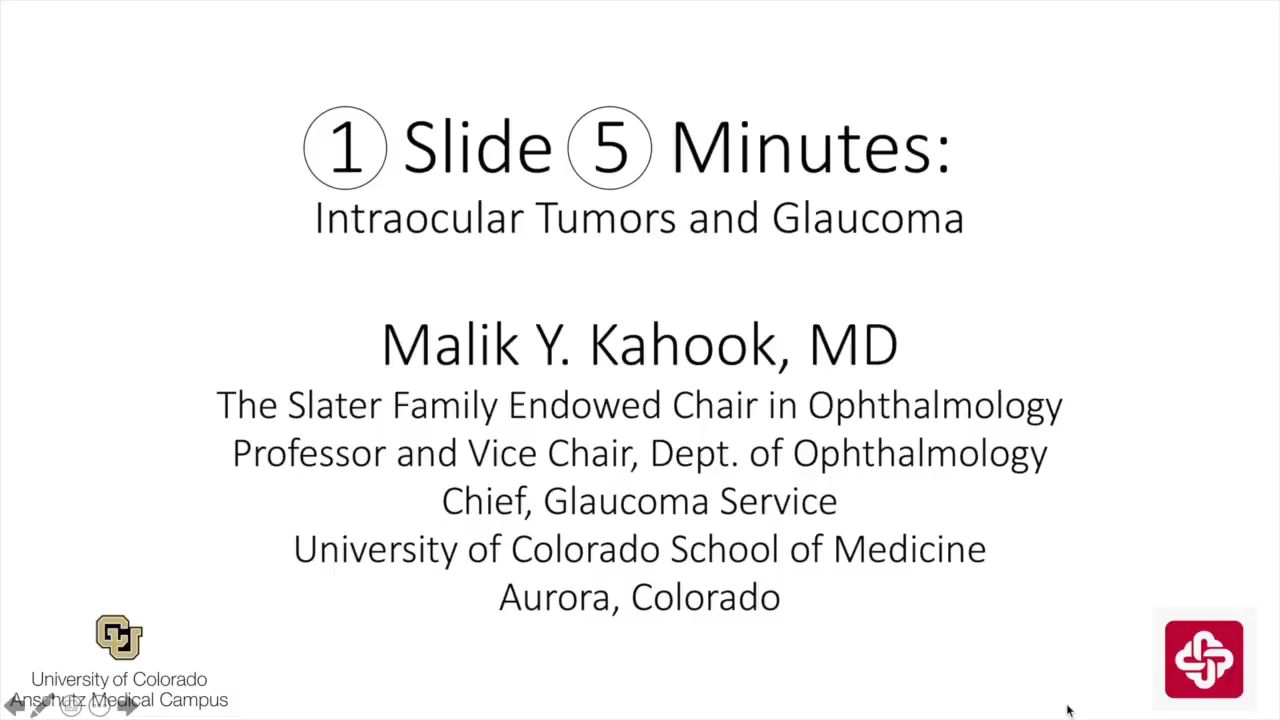 1 Slide 5 Minutes:
Intraocular Tumors and Glaucoma
Malik Y. Kahook, MD
The Slater Family Endowed Chair in Ophthalmology
Professor and Vice Chair, Dept. of Ophthalmology
Chief, Glaucoma Service
University of Colorado School of Medicine
Aurora, Colorado
CU
University of Colorado
Anschutz Medical Campus